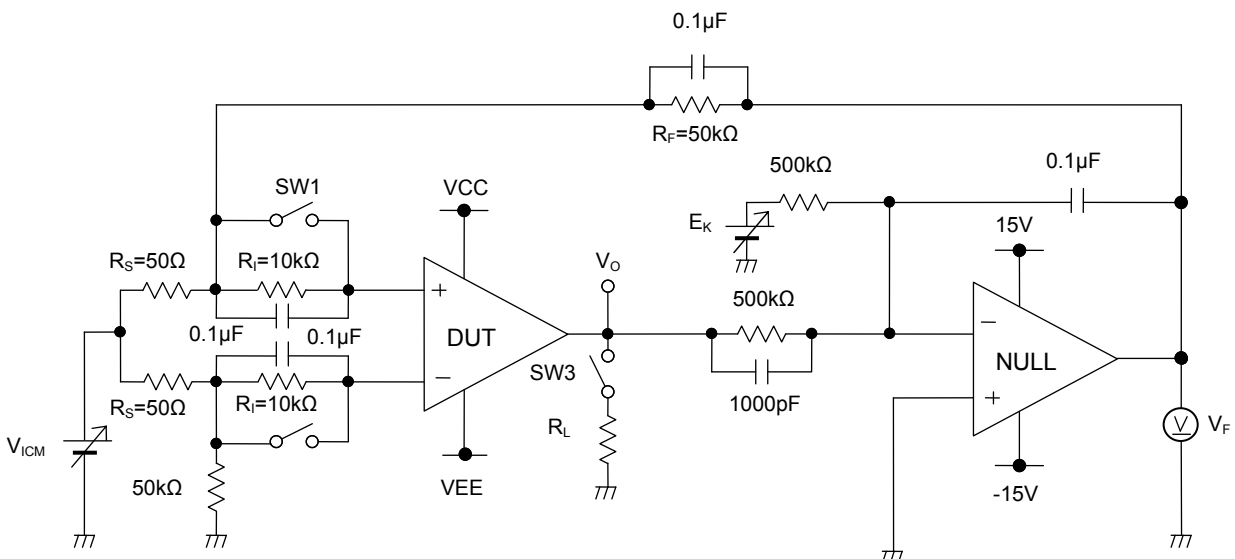 0.1µF
RF=50kΩ
500kΩ
0.1µF
SW1
VCC
EK
15V
RS=50Ω
RI=10kΩ
VO
0.1µF
0.1µF
+
DUT
500kΩ
−
NULL
−
SW3
+
RS=50Ω
RI=10kΩ
1000pF
V
VF
RL
VICM
50kΩ
VEE
-15V